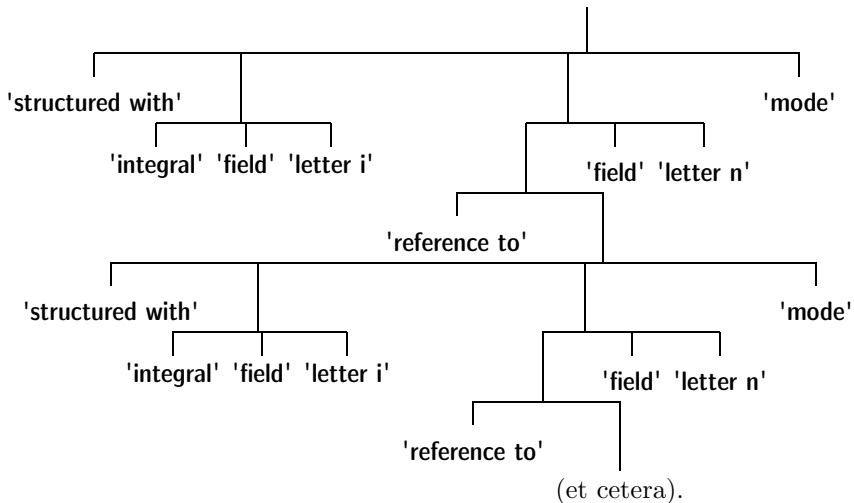 'structured with' 'mode'
'integral' 'field' 'letter i' 'field' 'letter n'
'reference to'
'structured with' 'mode'
'integral' 'field' 'letter i' 'field' 'letter n'
'reference to'
(et cetera).